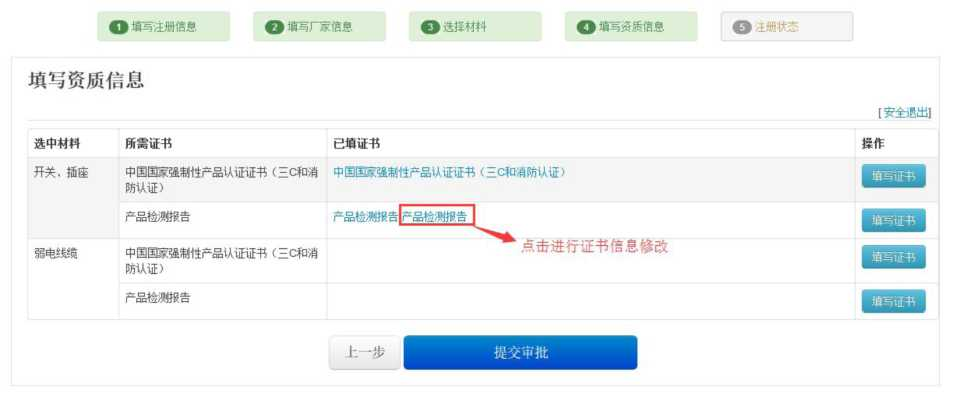 1 填写注册信息
2 填写厂家信息
3 选择材料
4 填写资质信息
5 注册状态
填写资质信息
[安全退出]
选中材料 所需证书 已填证书 操作
开关、插座 中国国家强制性产品认证证书（三C和消 中国国家强制性产品认证证书（三C和消防认证） 填写证书
防认证）
产品检测报告 产品检测报告 产品检测报告 填写证书
点击进行证书信息修改
弱电线缆 中国国家强制性产品认证证书（三C和消 填写证书
防认证）
产品检测报告 填写证书
上一步 提交审批